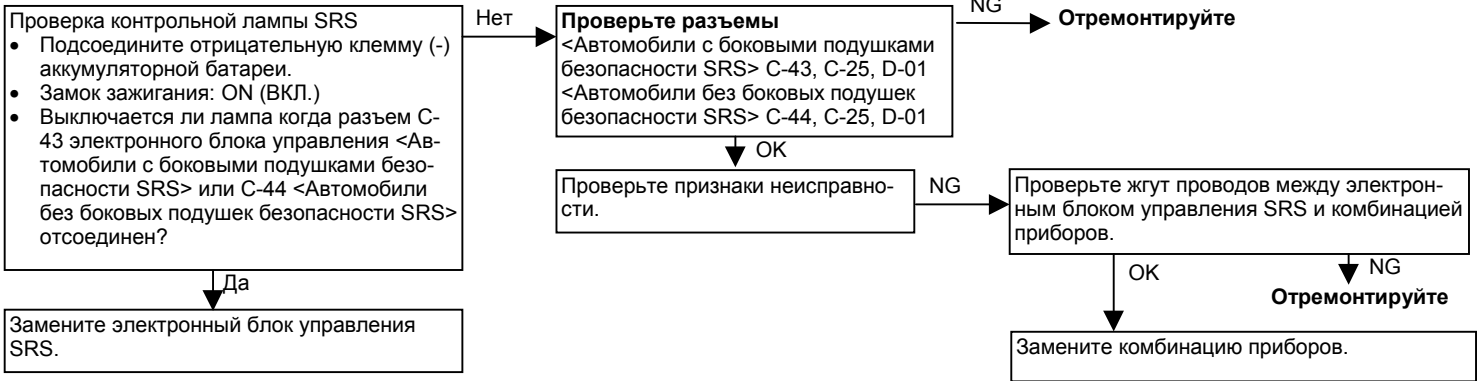 Проверка контрольной лампы SRS
• Подсоедините отрицательную клемму (-)
аккумуляторной батареи.
• Замок зажигания: ON (ВКЛ.)
• Выключается ли лампа когда разъем C-
43 электронного блока управления <Ав-
томобили с боковыми подушками безо-
пасности SRS> или C-44 <Автомобили
без боковых подушек безопасности SRS>
отсоединен?
Нет
Проверьте разъемы
<Автомобили с боковыми подушками
безопасности SRS> C-43, C-25, D-01
<Автомобили без боковых подушек
безопасности SRS> C-44, C-25, D-01
NG
Отремонтируйте
OK
Проверьте признаки неисправно-
сти.
NG
Проверьте жгут проводов между электрон-
ным блоком управления SRS и комбинацией
приборов.
Да
OK
NG
Отремонтируйте
Замените электронный блок управления
SRS.
Замените комбинацию приборов.